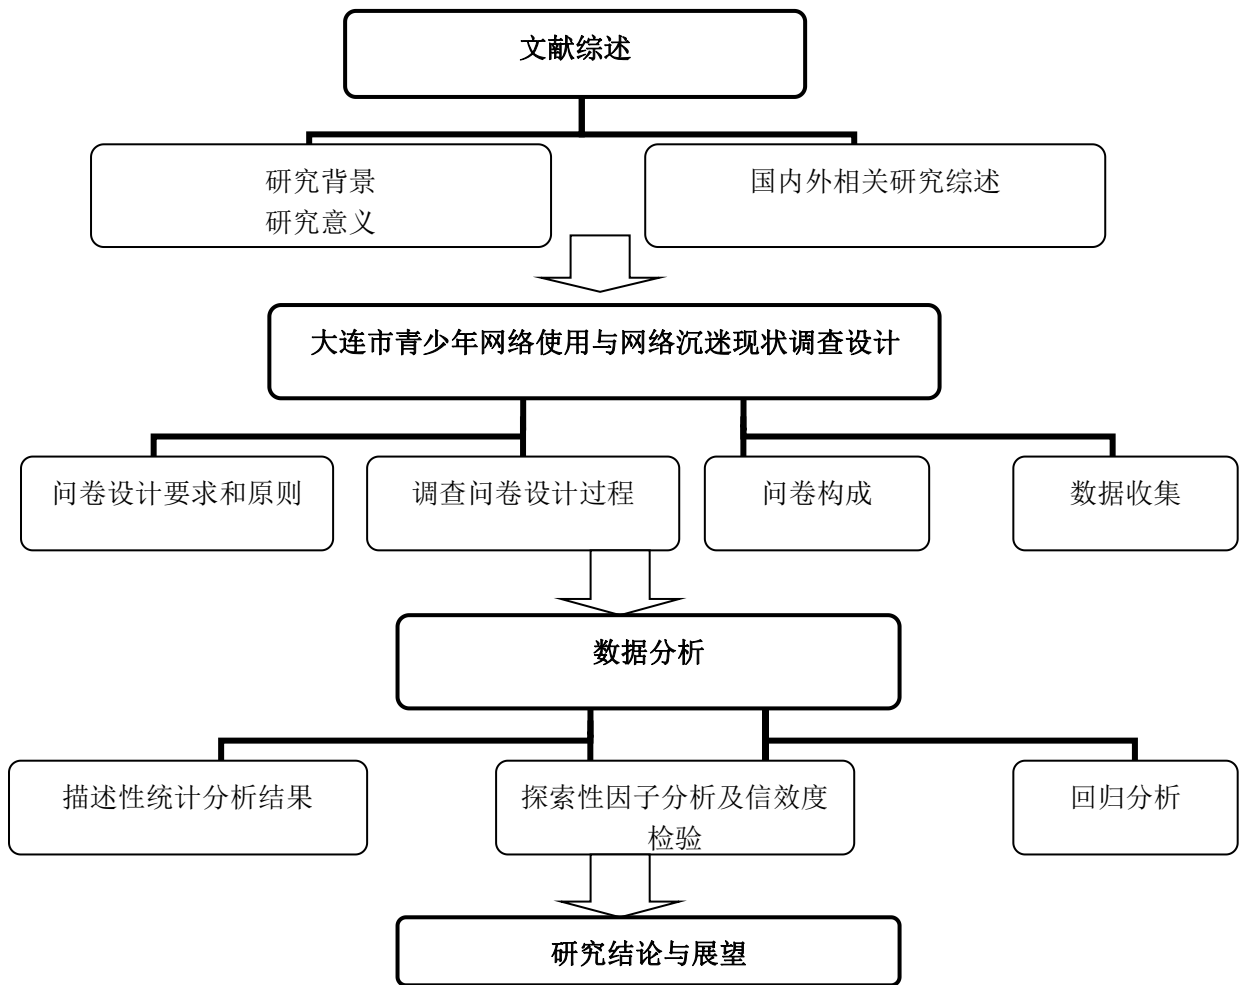 文献综述
研究背景
研究意义
国内外相关研究综述
大连市青少年网络使用与网络沉迷现状调查设计
问卷设计要求和原则
调查问卷设计过程
问卷构成
数据收集
数据分析
描述性统计分析结果
探索性因子分析及信效度
检验
回归分析
研究结论与展望